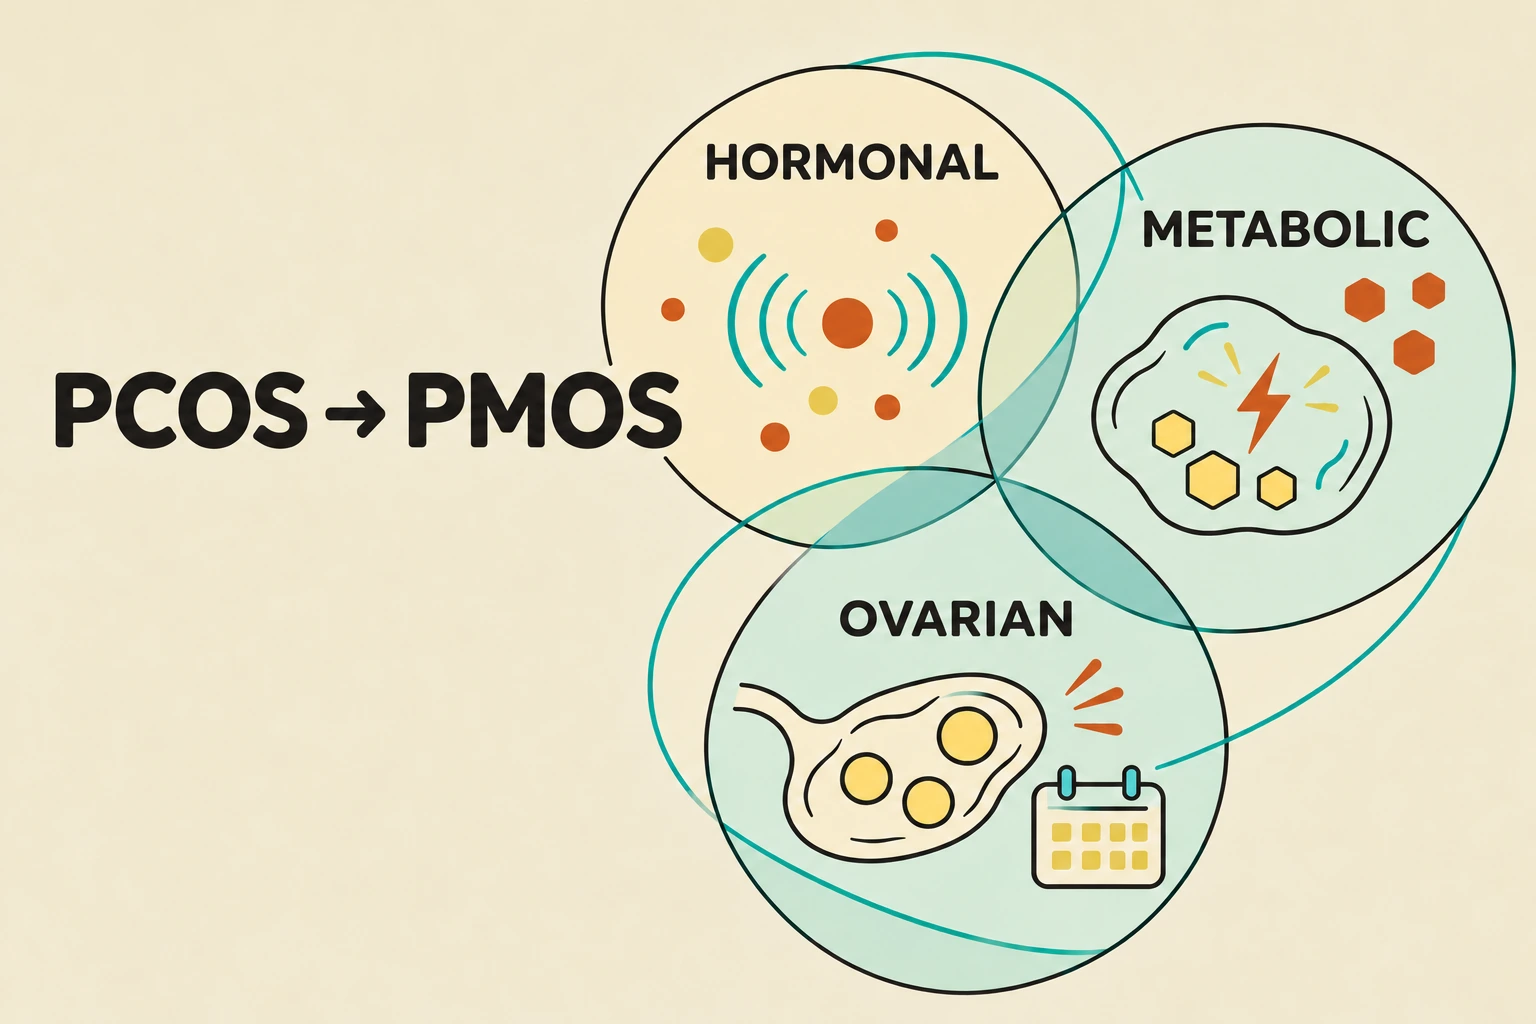 HORMONAL
METABOLIC
PCOS → PMOS
OVARIAN